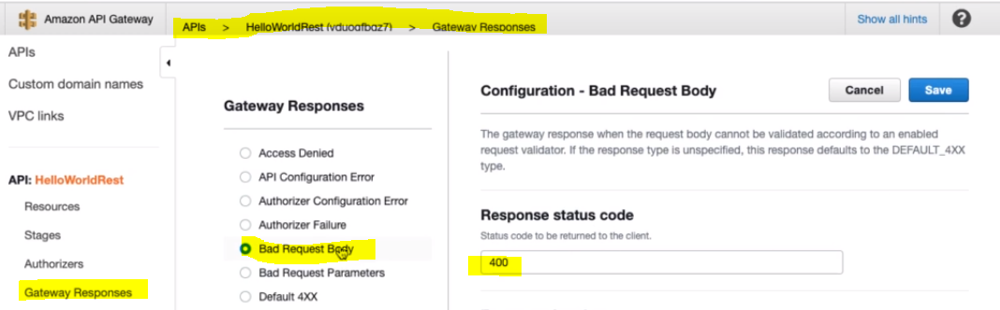 Amazon API Gateway
APIs > HelloWorldRest (yduogfbgz7) > Gateway Responses
Show all hints
?
APIs
Custom domain names
VPC links
API: HelloWorldRest
Resources
Stages
Authorizers
Gateway Responses
Gateway Responses
Access Denied
API Configuration Error
Authorizer Configuration Error
Authorizer Failure
Bad Request Body
Bad Request Parameters
Default 4XX
Configuration - Bad Request Body
Cancel
Save
The gateway response when the request body cannot be validated according to an enabled
request validator. If the response type is unspecified, this response defaults to the DEFAULT_4XX
type.
Response status code
Status code to be returned to the client.
400